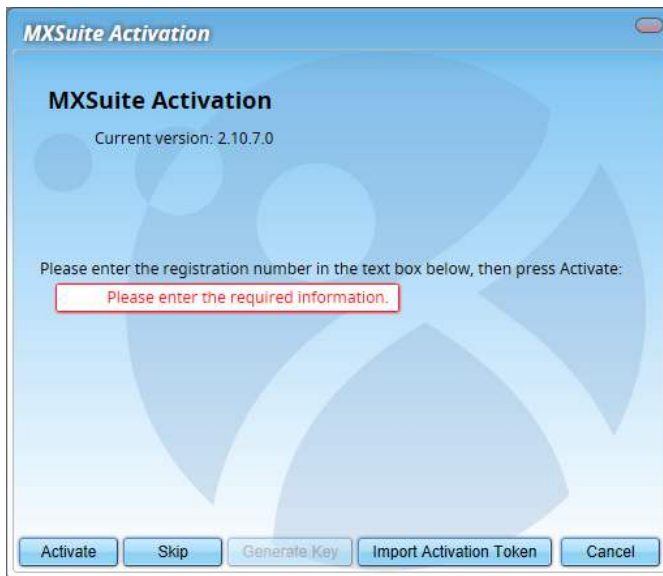 MXSuite Activation
MXSuite Activation
Current version: 2.10.7.0
Please enter the registration number in the text box below, then press Activate:
Please enter the required information.
Activate Skip Generate Key Import Activation Token Cancel